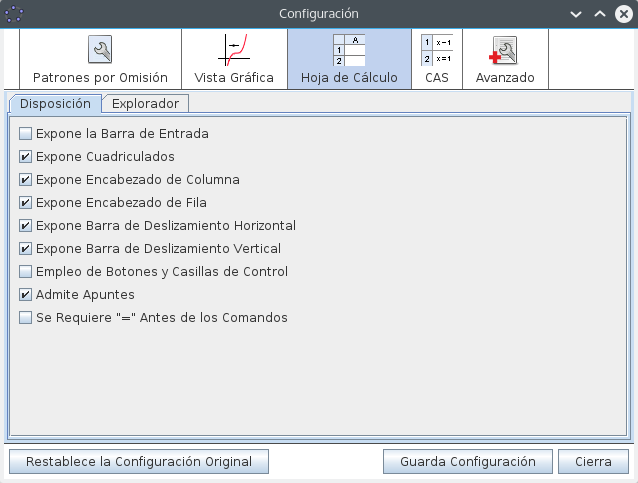 Configuración
A
1
2
1 x-1
2 x=1
Patrones por Omisión
Vista Gráfica
Hoja de Cálculo
CAS
Avanzado
Disposición
Explorador
Expone la Barra de Entrada
Expone Cuadriculados
Expone Encabezado de Columna
Expone Encabezado de Fila
Expone Barra de Deslizamiento Horizontal
Expone Barra de Deslizamiento Vertical
Empleo de Botones y Casillas de Control
Admite Apuntes
Se Requiere "=" Antes de los Comandos
Restablece la Configuración Original
Guarda Configuración
Cierra